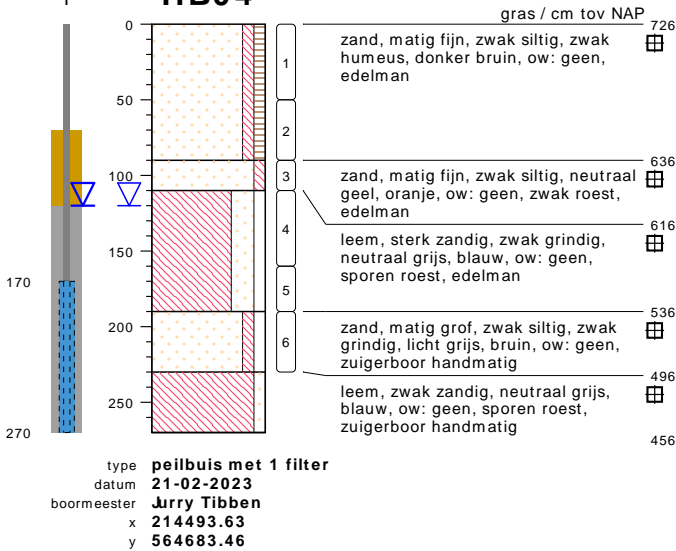 gras / cm tov NAP
0
50
100
150
200
250
170
270
1
2
3
4
5
6
726
zand, matig fijn, zwak siltig, zwak
humeus, donker bruin, ow: geen,
edelman
636
zand, matig fijn, zwak siltig, neutraal
geel, oranje, ow: geen, zwak roest,
edelman
616
leem, sterk zandig, zwak grindig,
neutraal grijs, blauw, ow: geen,
sporen roest, edelman
536
zand, matig grof, zwak siltig, zwak
grindig, licht grijs, bruin, ow: geen,
zuigerboor handmatig
496
leem, zwak zandig, neutraal grijs,
blauw, ow: geen, sporen roest,
zuigerboor handmatig
456
type peilbuis met 1 filter
datum 21-02-2023
boormeester Jurry Tibben
x 214493.63
y 564683.46